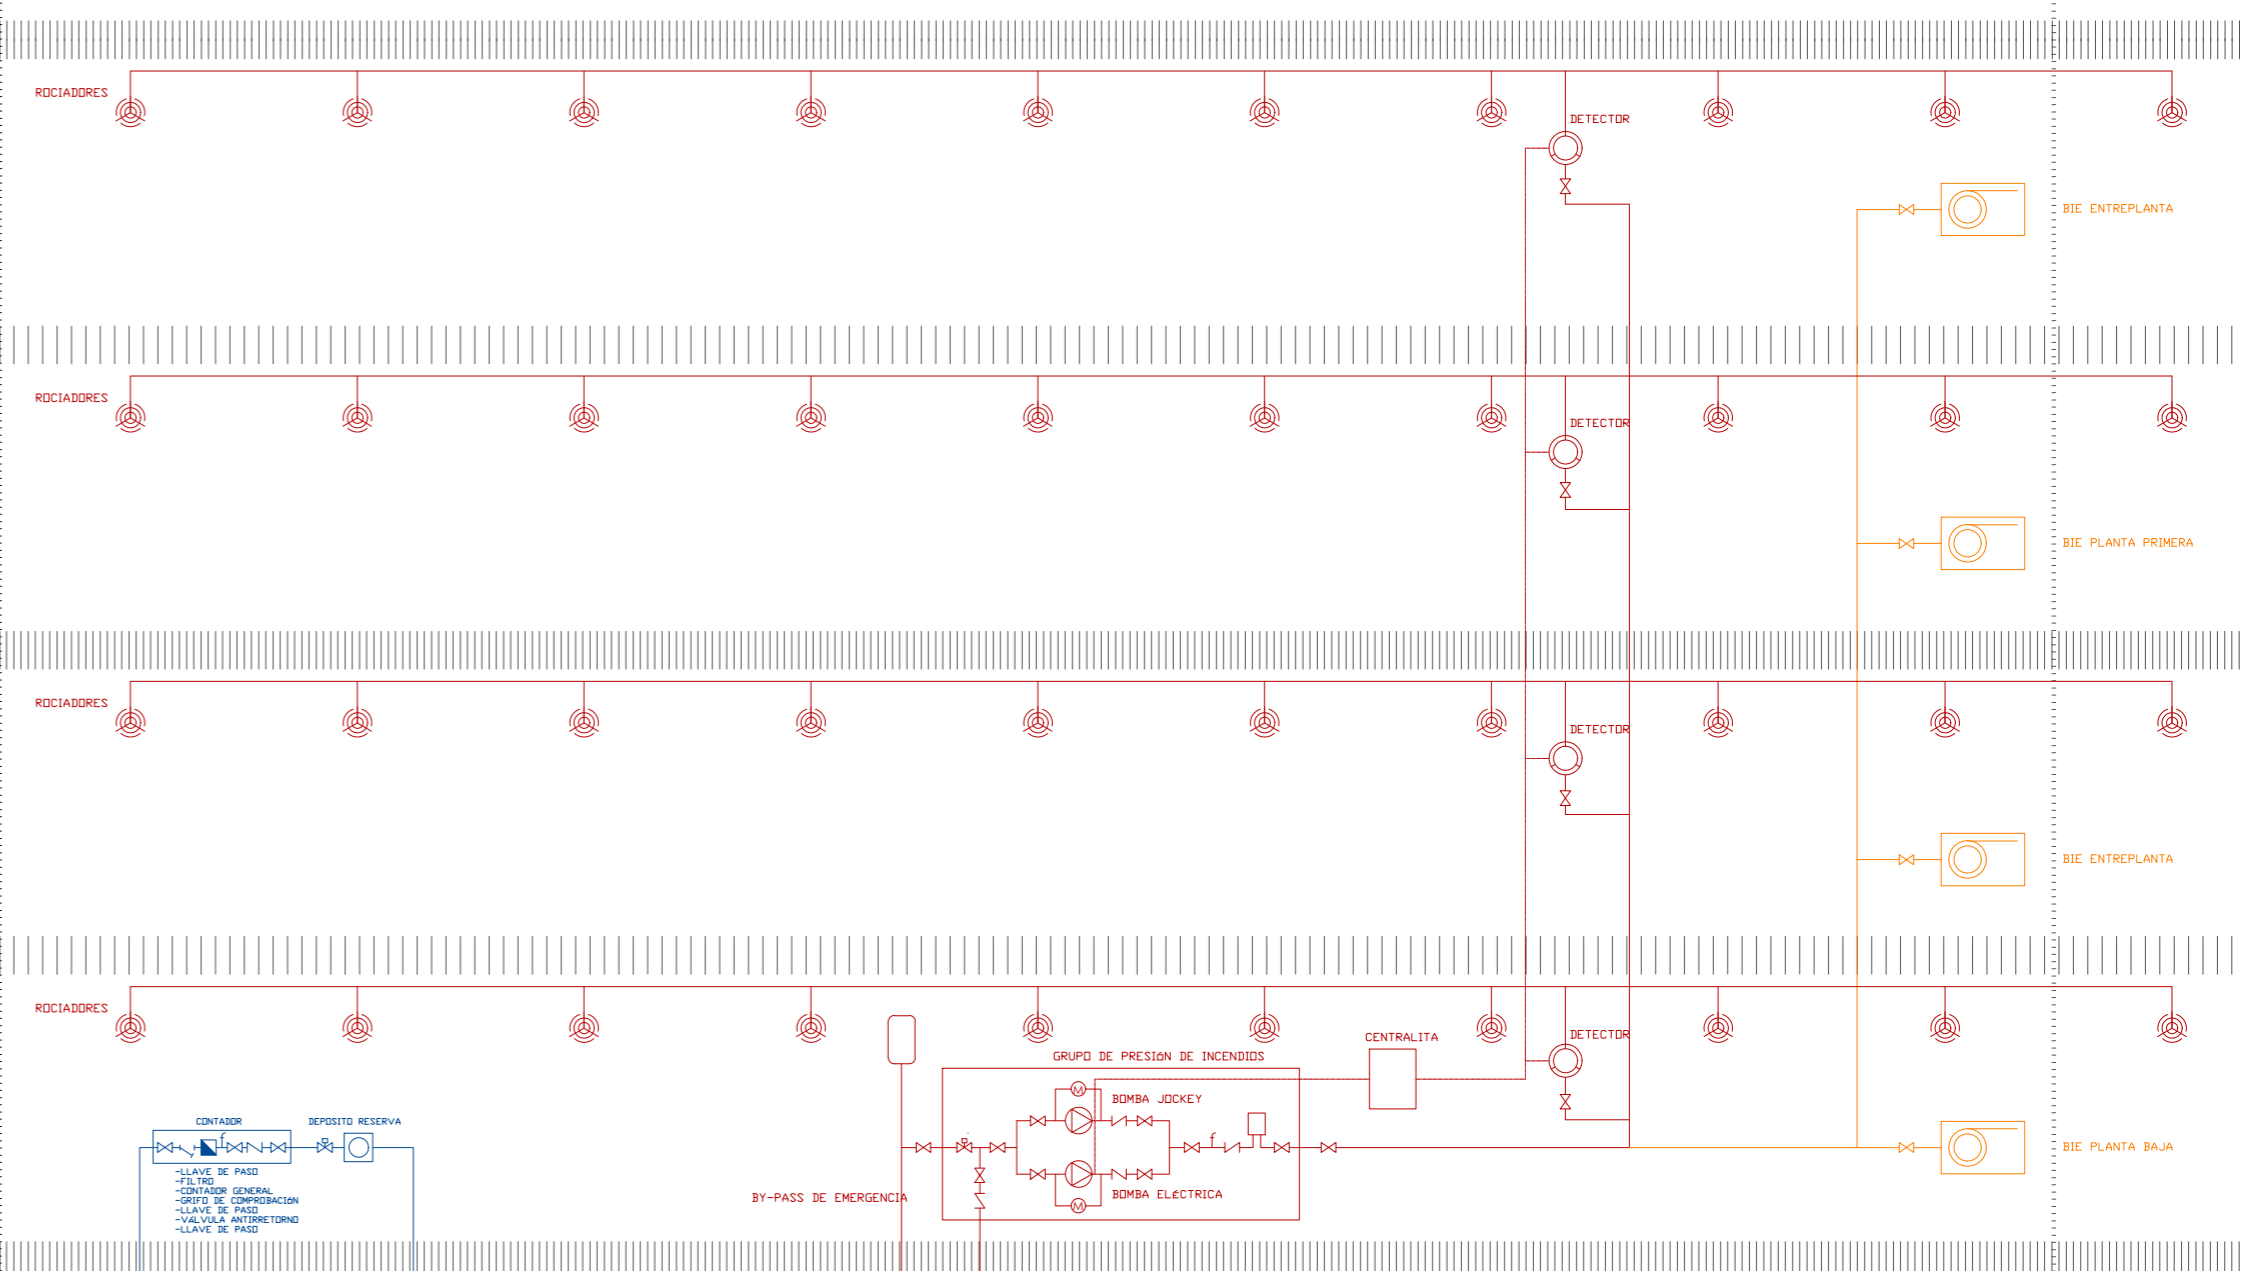 ROCIADORES
DETECTOR
BIE ENTREPLANTA
ROCIADORES
DETECTOR
BIE PLANTA PRIMERA
ROCIADORES
DETECTOR
BIE ENTREPLANTA
ROCIADORES
DETECTOR
CENTRALITA
GRUPO DE PRESIóN DE INCENDIOS
M
BOMBA JOCKEY
CONTADOR
DEPOSITO RESERVA
f
f
BIE PLANTA BAJA
-LLAVE DE PASO
-FILTRO
-CONTADOR GENERAL
-GRIFO DE COMPROBACIóN
-LLAVE DE PASO
-VáLVULA ANTIRRETORNO
-LLAVE DE PASO
BY-PASS DE EMERGENCIA
BOMBA ELéCTRICA
M